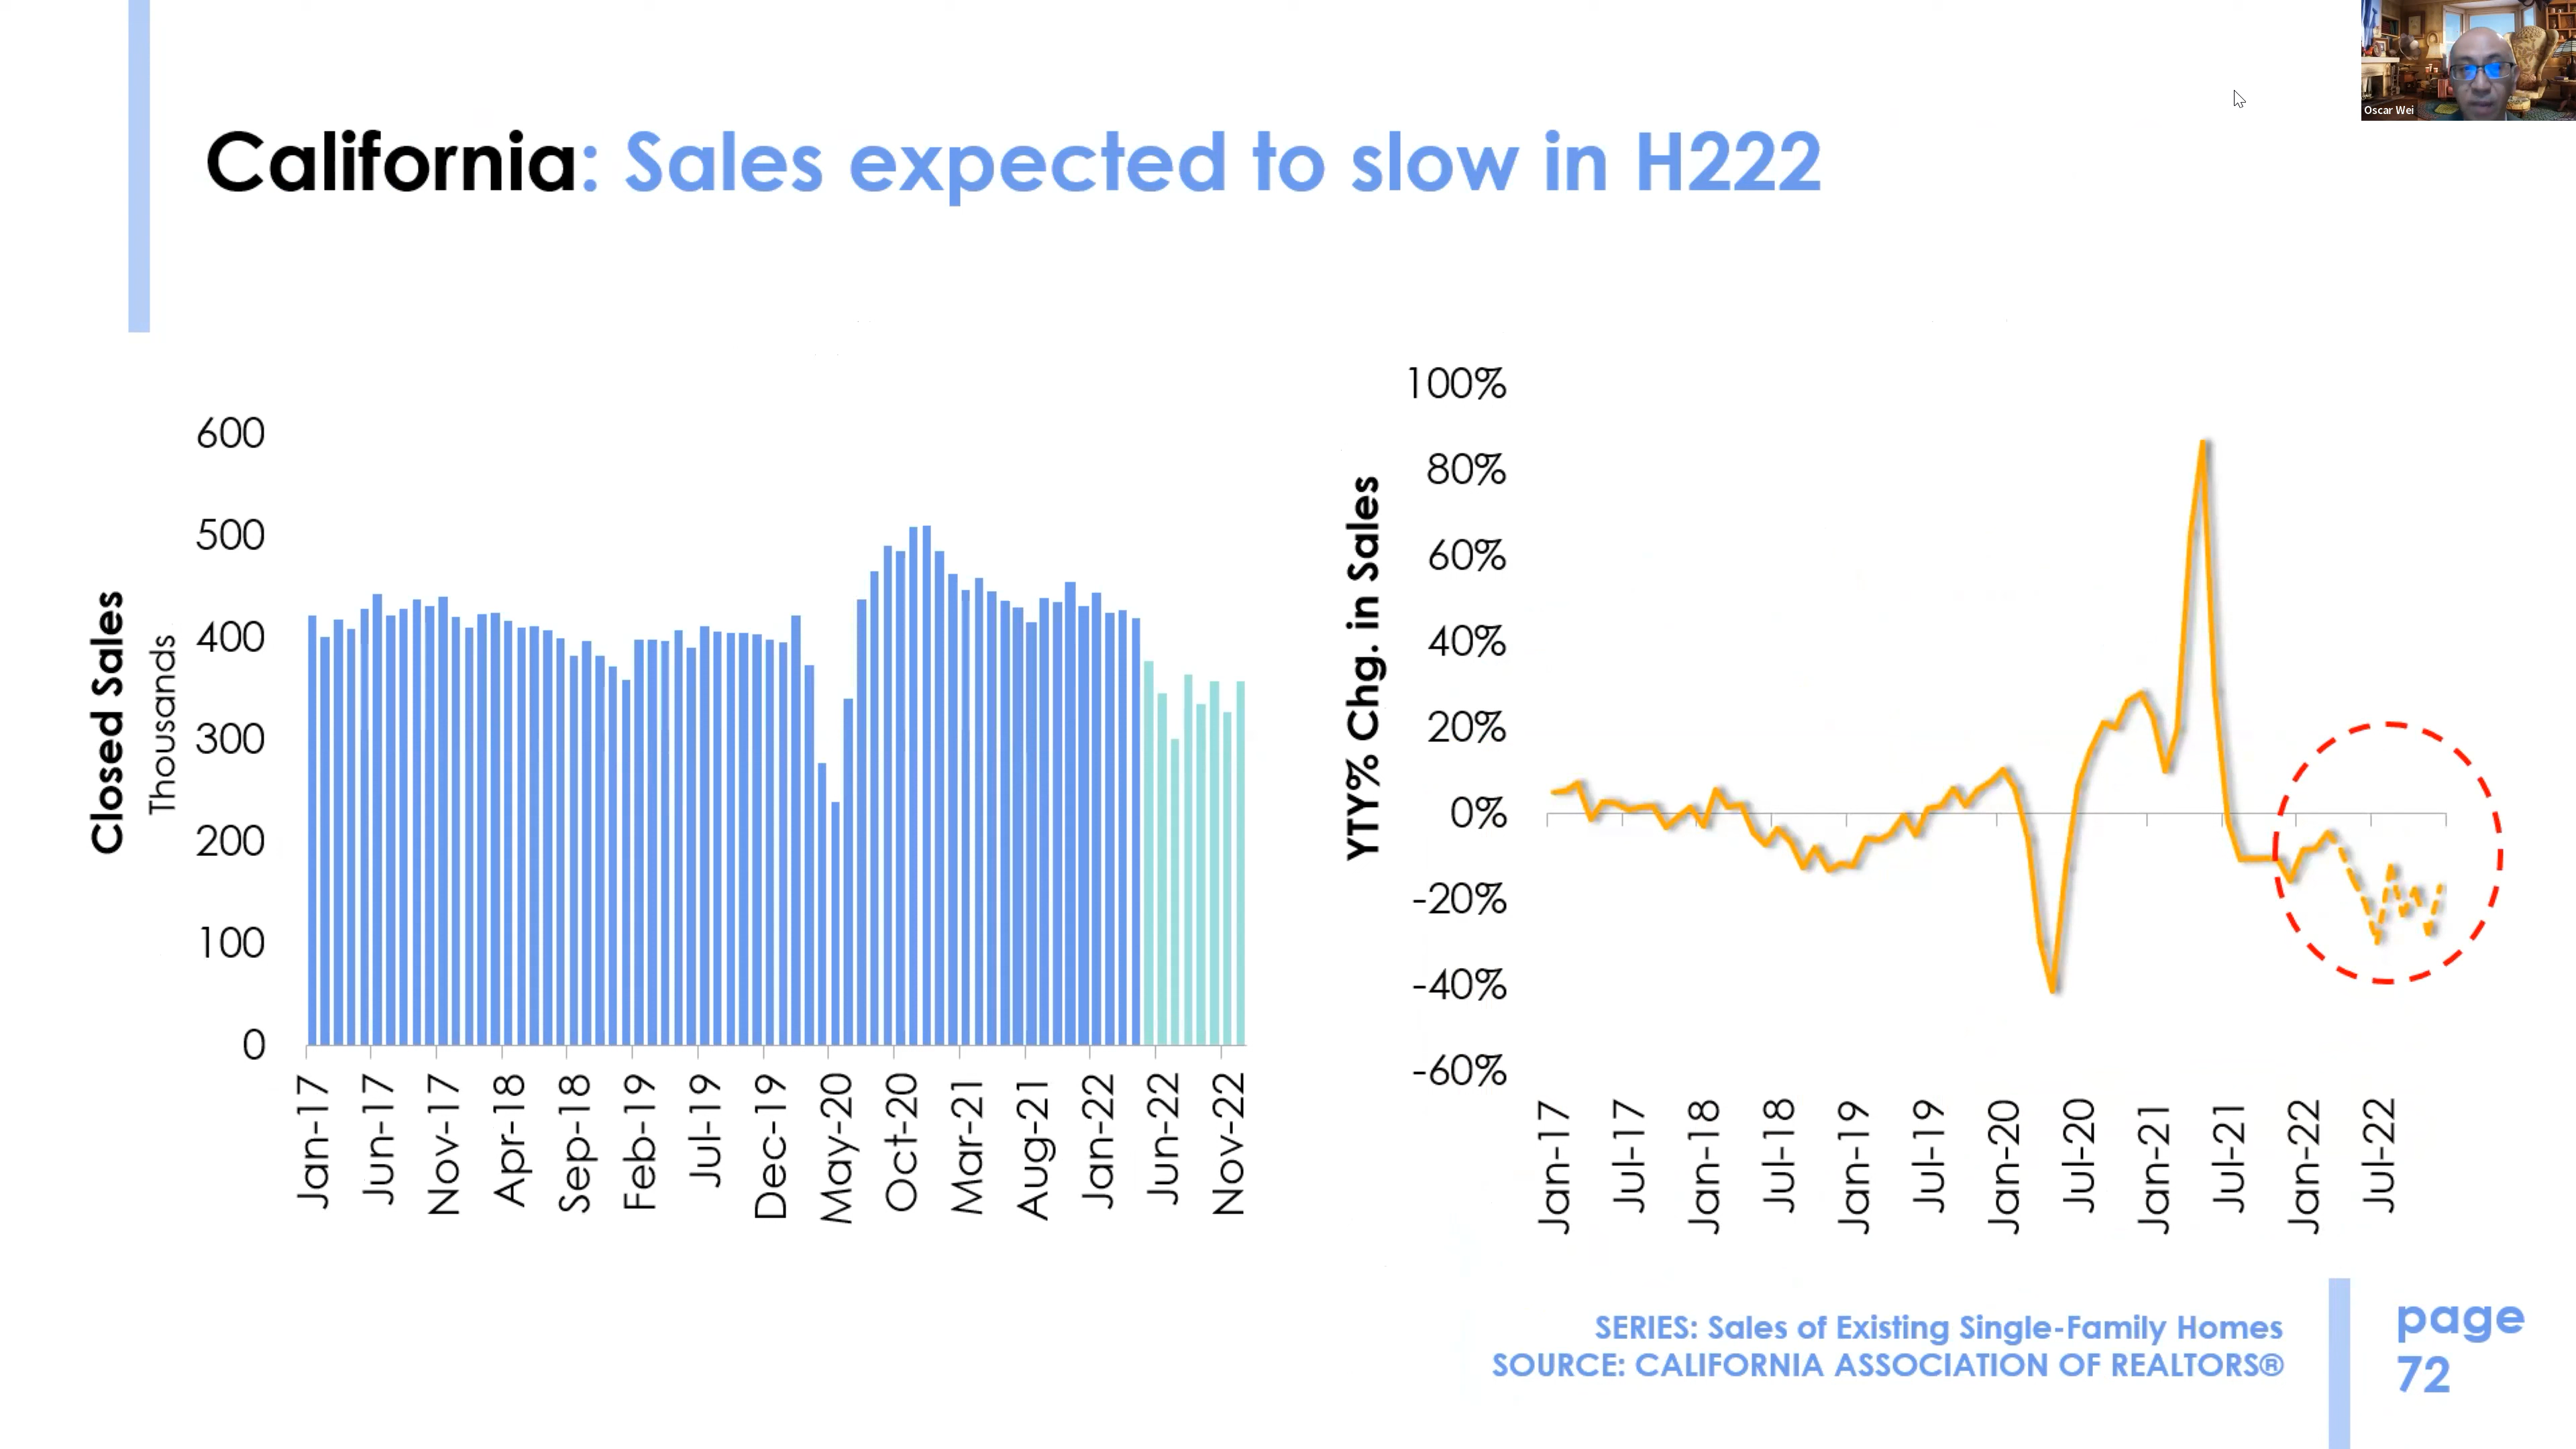 Oscar Wei
California: Sales expected to slow in H222
Closed Sales
Thousands
600
500
400
300
200
100
0
Jan-17
Jun-17
Nov-17
Apr-18
Sep-18
Feb-19
Jul-19
Dec-19
May-20
Oct-20
Mar-21
Aug-21
Jan-22
Jun-22
Nov-22
YTY% Chg. in Sales
100%
80%
60%
40%
20%
0%
-20%
-40%
-60%
Jan-17
Jul-17
Jan-18
Jul-18
Jan-19
Jul-19
Jan-20
Jul-20
Jan-21
Jul-21
Jan-22
Jul-22
SERIES: Sales of Existing Single-Family Homes
SOURCE: CALIFORNIA ASSOCIATION OF REALTORS®
page
72